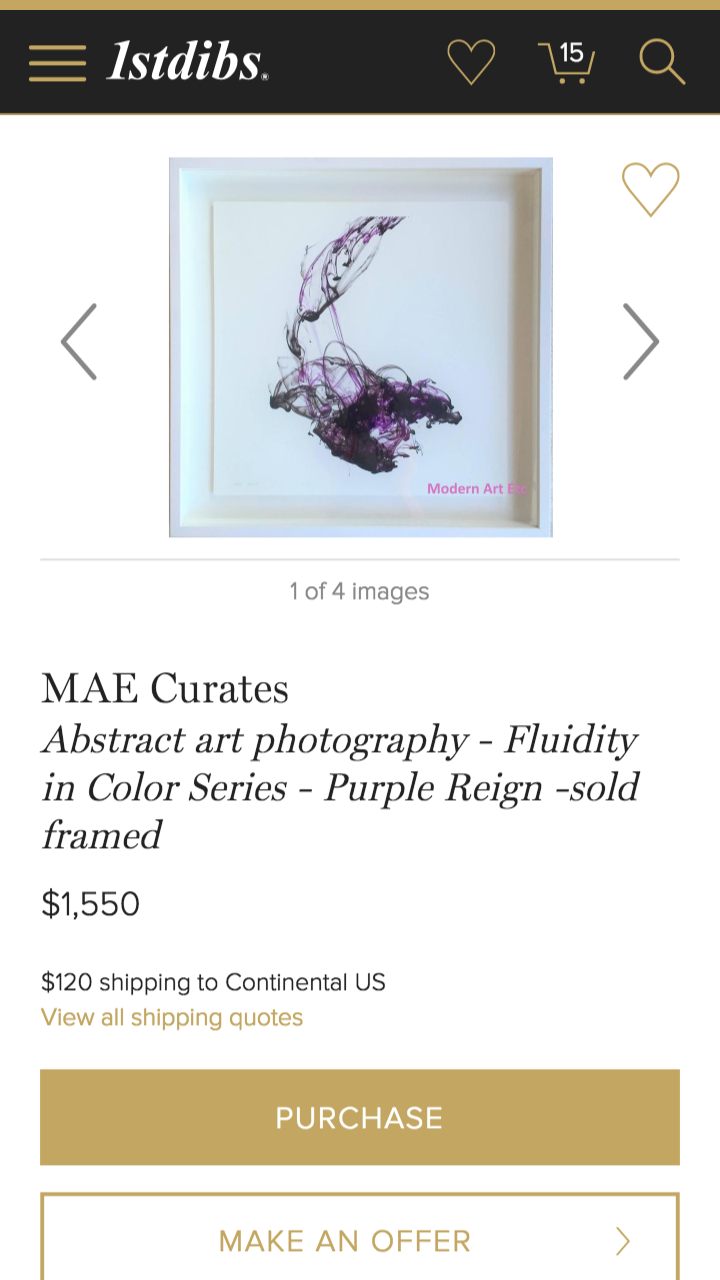 1stdibs.
15
Modern Art Etc
1 of 4 images
MAE Curates
Abstract art photography - Fluidity
in Color Series - Purple Reign -sold
framed
$1,550
$120 shipping to Continental US
View all shipping quotes
PURCHASE
MAKE AN OFFER